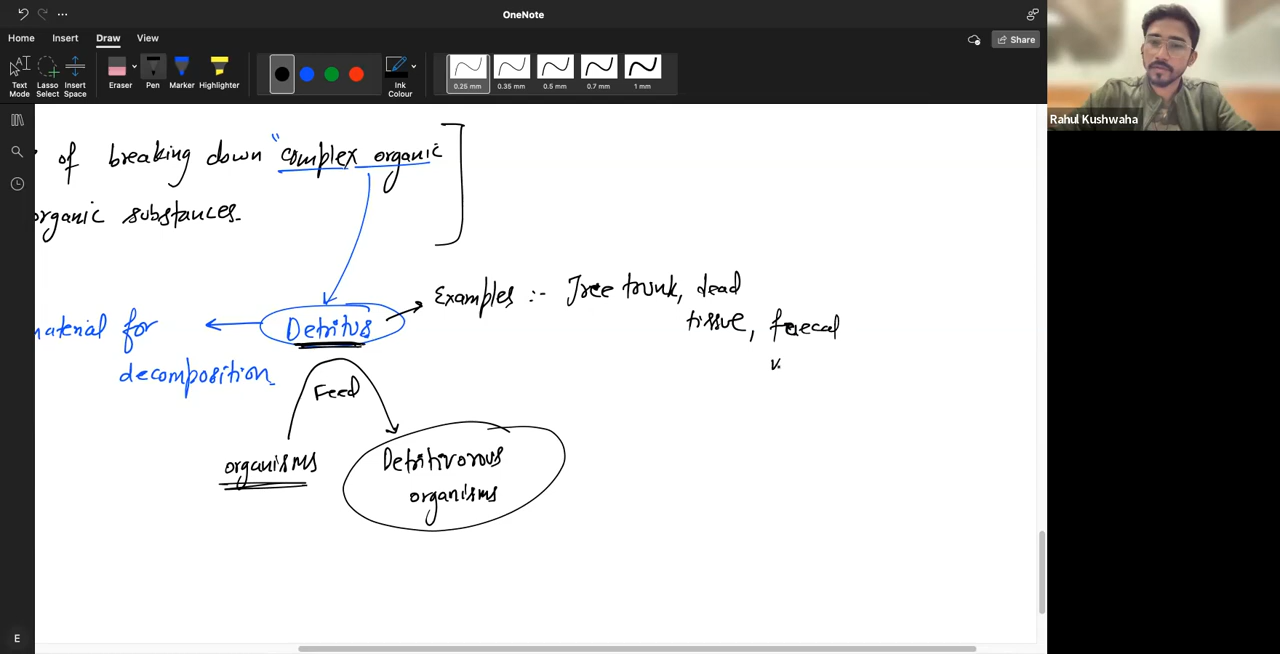 OneNote
Home Insert Draw View
Share
Text Mode
Lasso Select
Insert Space
Eraser
Pen
Marker
Highlighter
Ink Colour
0.25 mm
0.35 mm
0.5 mm
0.7 mm
1 mm
Rahul Kushwaha
of breaking down "complex organic
organic substances.
Examples :- Tree trunk, dead
tissue, faecal
Detritus
material for
decomposition
Feed
organisms
Detritivorous
organisms
E